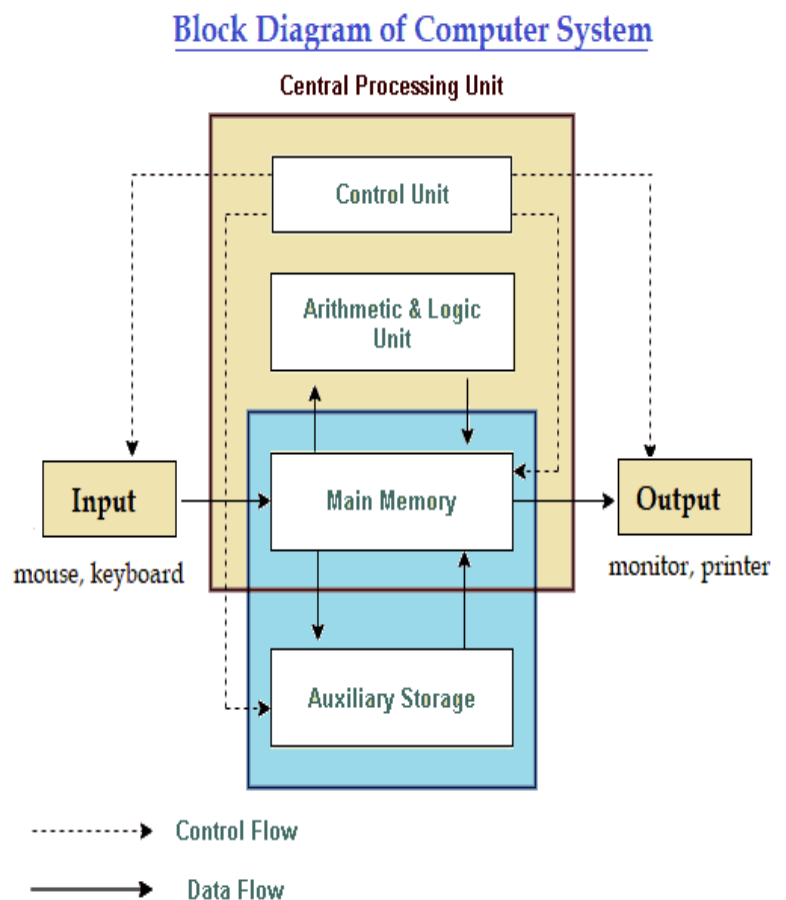 Block Diagram of Computer System
Central Processing Unit
Control Unit
Arithmetic & Logic
Unit
Input
Main Memory
Output
mouse, keyboard
monitor, printer
Auxiliary Storage
Control Flow
Data Flow